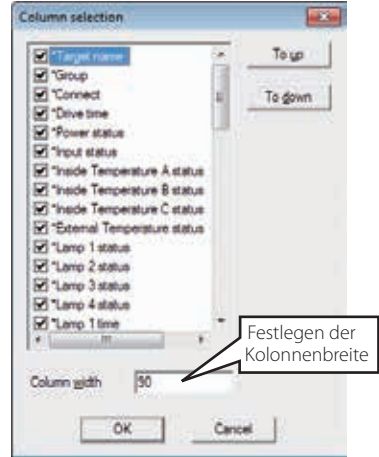 Column selection
*Target name
To up
*Group
*Connect
To down
*Drive time
*Power status
*Input status
*Inside Temperature A status
*Inside Temperature B status
*Inside Temperature C status
*External Temperature status
*Lamp 1 status
*Lamp 2 status
*Lamp 3 status
*Lamp 4 status
*Lamp 1 time
Festlegen der
Kolonnenbreite
Column width 90
OK Cancel